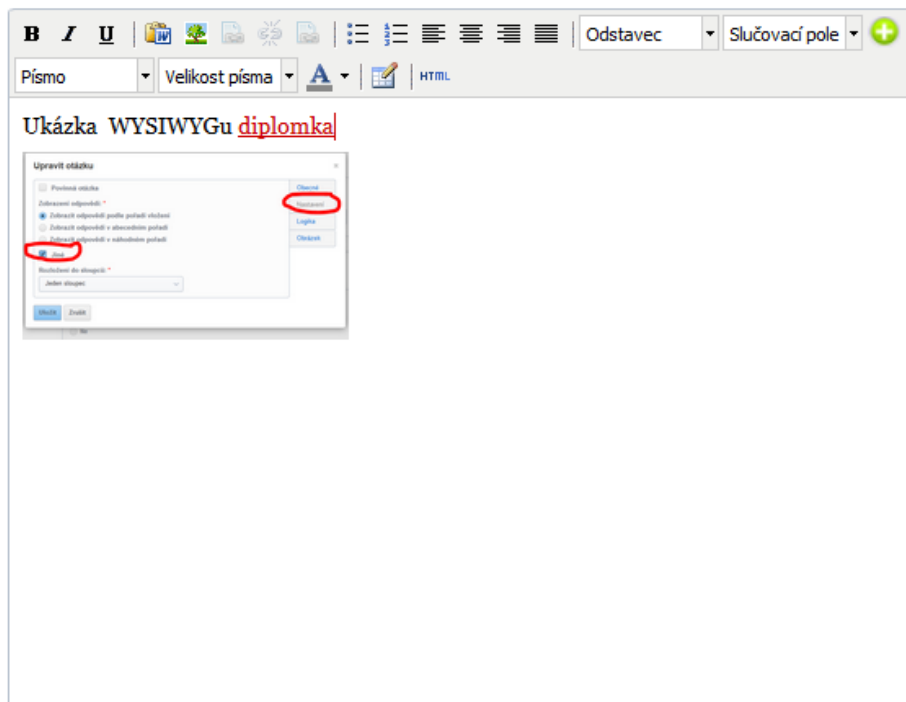 B I U Odstavec Slučovací pole
Písmo Velikost písma A HTML
Ukázka WYSIWYGu diplomka
Upravit otázku ×
Povinná otázka
Obecné
Zobrazení odpovědí: *
Nastavení
Zobrazit odpovědi podle pořadí vložení
Zobrazit odpovědi v abecedním pořadí
Logika
Zobrazit odpovědi v náhodném pořadí
Obrázek
Jiné
Rozložení do sloupců: *
Jeden sloupec
Uložit Zrušit